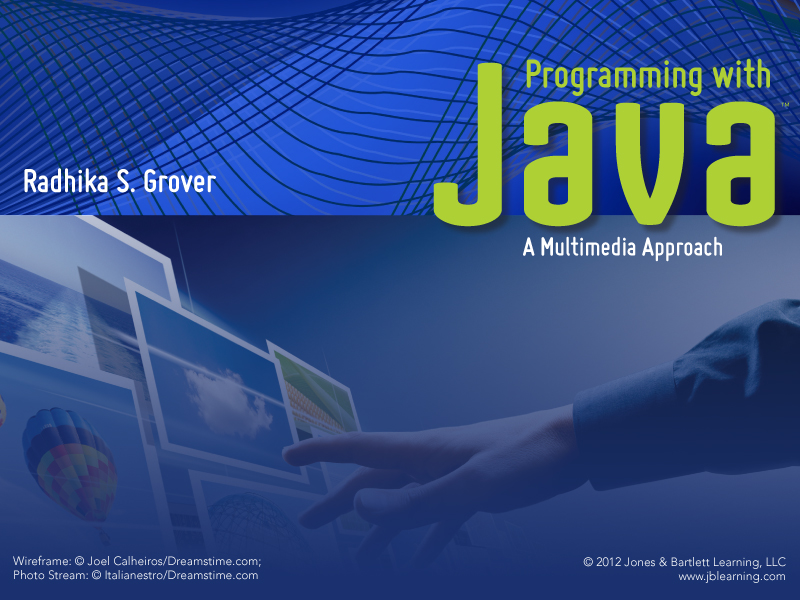 Programming with
Java™
Radhika S. Grover
A Multimedia Approach
Wireframe: © Joel Calheiros/Dreamstime.com;
Photo Stream: © Italianestro/Dreamstime.com
© 2012 Jones & Bartlett Learning, LLC
www.jblearning.com